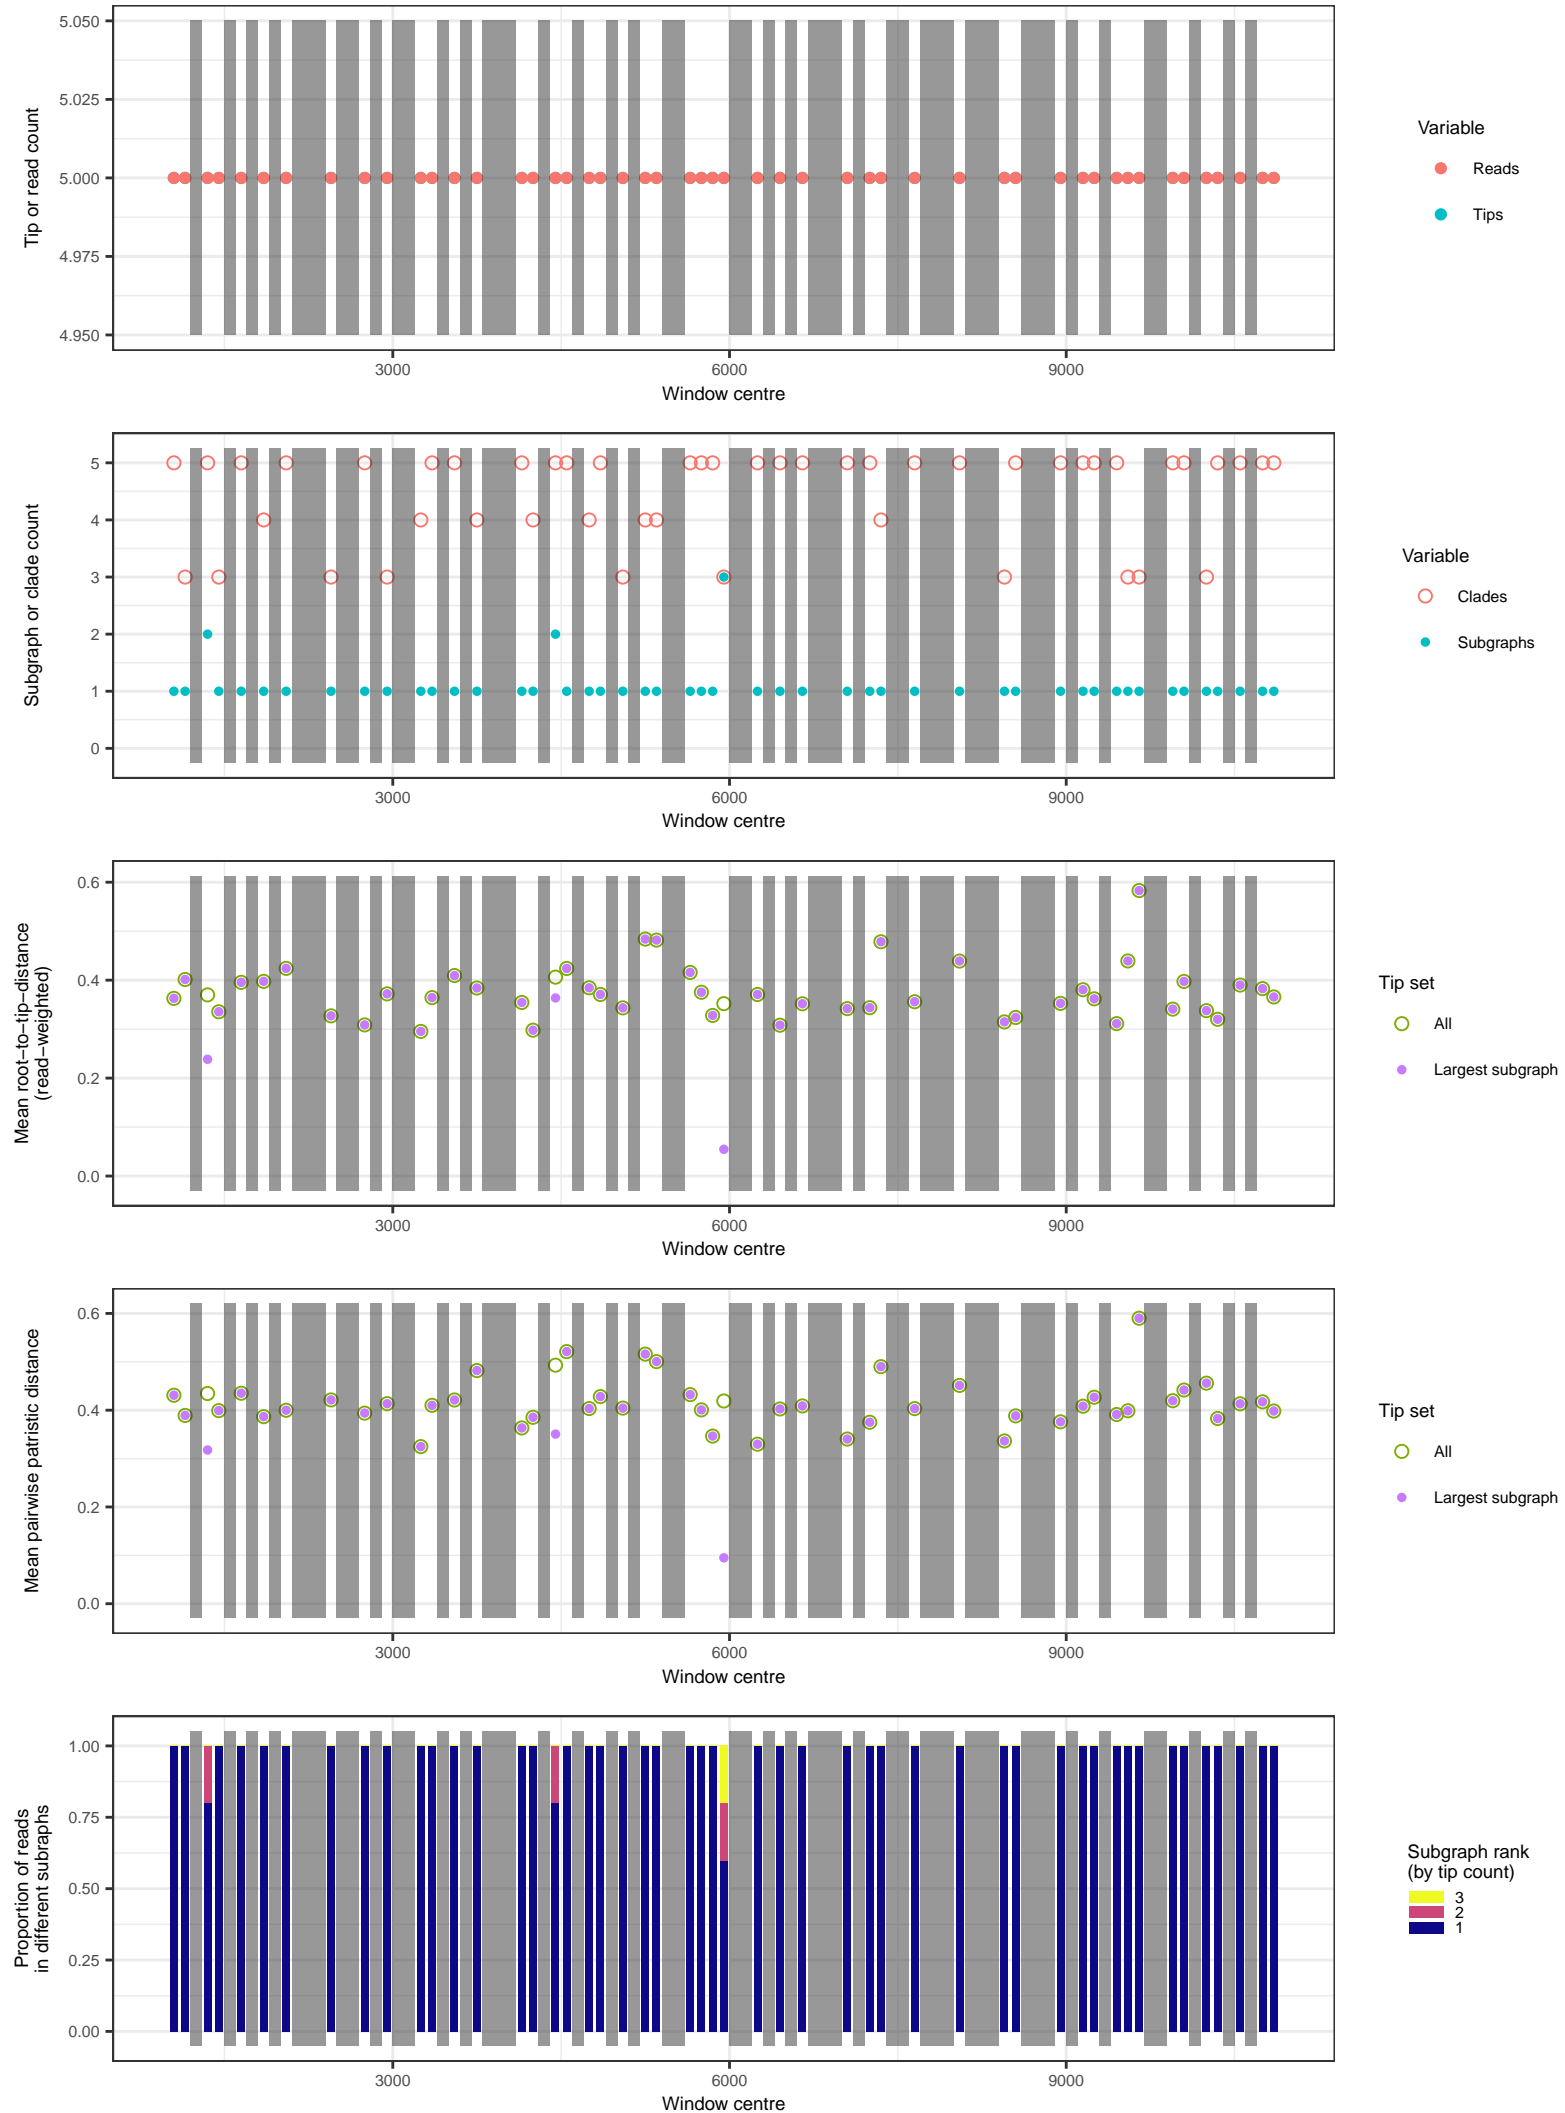 5.050
5.025
5.000
4.975
4.950
Tip or read count
3000
6000
9000
Window centre
Variable
Reads
Tips
5
4
3
2
1
0
Subgraph or clade count
3000
6000
9000
Window centre
Variable
Clades
Subgraphs
0.6
0.4
0.2
0.0
Mean root−to−tip−distance
(read−weighted)
3000
6000
9000
Window centre
Tip set
All
Largest subgraph
0.6
0.4
0.2
0.0
Mean pairwise patristic distance
3000
6000
9000
Window centre
Tip set
All
Largest subgraph
1.00
0.75
0.50
0.25
0.00
Proportion of reads
in different subraphs
3000
6000
9000
Window centre
Subgraph rank
(by tip count)
3
2
1